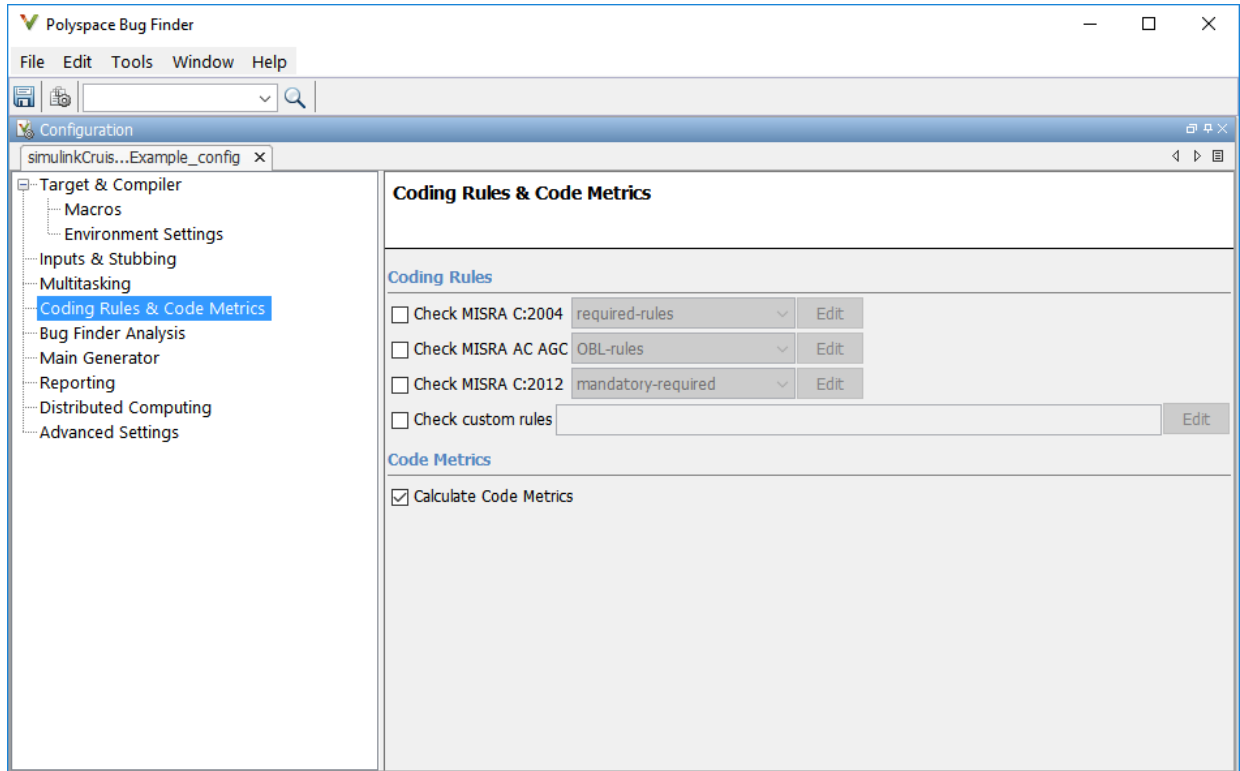 Polyspace Bug Finder
File Edit Tools Window Help
Configuration
simulinkCruis...Example_config
Target & Compiler
Macros
Environment Settings
Inputs & Stubbing
Multitasking
Coding Rules & Code Metrics
Bug Finder Analysis
Main Generator
Reporting
Distributed Computing
Advanced Settings
Coding Rules & Code Metrics
Coding Rules
Check MISRA C:2004 required-rules Edit
Check MISRA AC AGC OBL-rules Edit
Check MISRA C:2012 mandatory-required Edit
Check custom rules Edit
Code Metrics
Calculate Code Metrics